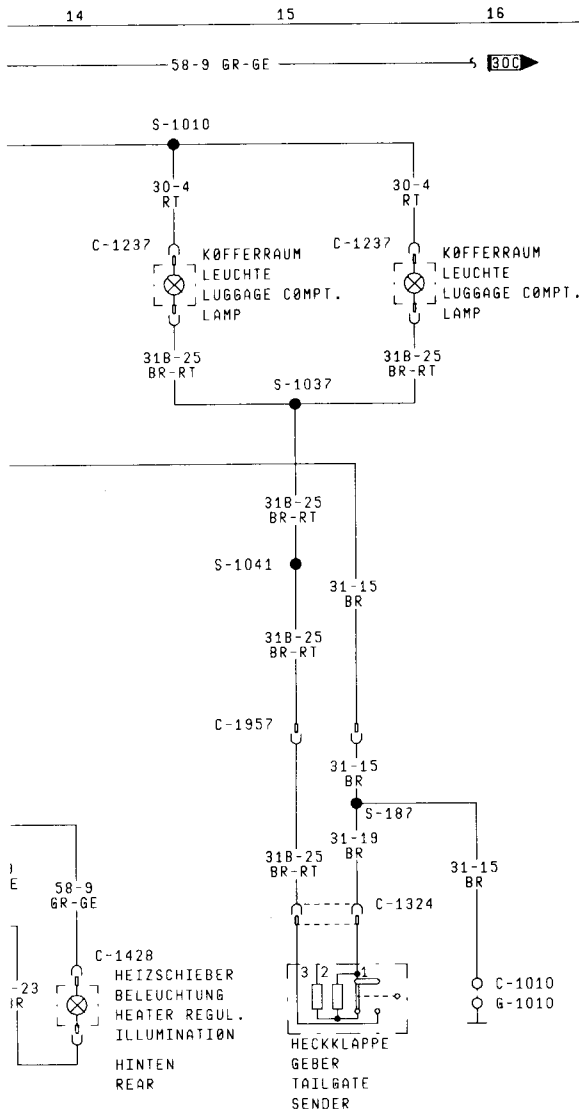 14 15 16
58-9 GR-GE
30C
S-1010
30-4
RT
30-4
RT
C-1237
KØFFERRAUM
LEUCHTE
LUGGAGE CØMPT.
LAMP
C-1237
KØFFERRAUM
LEUCHTE
LUGGAGE CØMPT.
LAMP
31B-25
BR-RT
31B-25
BR-RT
S-1037
31B-25
BR-RT
S-1041
31-15
BR
31B-25
BR-RT
C-1957
31-15
BR
S-187
31-19
BR
31B-25
BR-RT
31-15
BR
E
58-9
GR-GE
C-1324
C-1428
HEIZSCHIEBER
BELEUCHTUNG
HEATER REGUL.
ILLUMINATIØN
HINTEN
REAR
-23
BR
3 2 1
C-1010
G-1010
HECKKLAPPE
GEBER
TAILGATE
SENDER